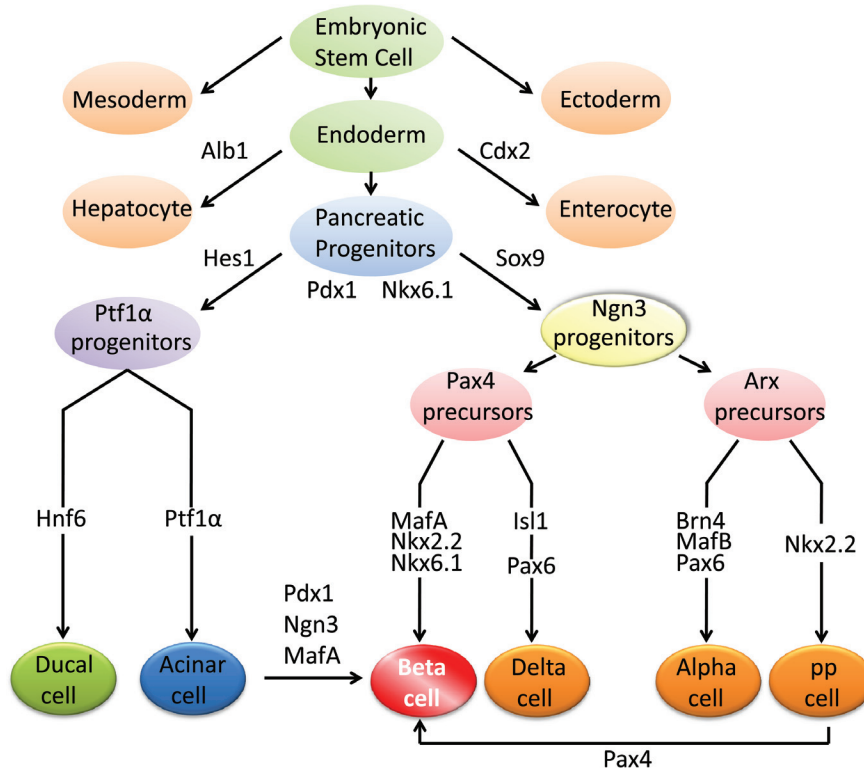 Embryonic
Stem Cell
Mesoderm
Ectoderm
Endoderm
Alb1
Cdx2
Hepatocyte
Enterocyte
Pancreatic
Progenitors
Hes1
Sox9
Pdx1 Nkx6.1
Ptf1α
progenitors
Ngn3
progenitors
Pax4
precursors
Arx
precursors
Hnf6
Ptf1α
MafA
Nkx2.2
Nkx6.1
Isl1
Pax6
Brn4
MafB
Pax6
Nkx2.2
Pdx1
Ngn3
MafA
Ducal
cell
Acinar
cell
Beta
cell
Delta
cell
Alpha
cell
pp
cell
Pax4